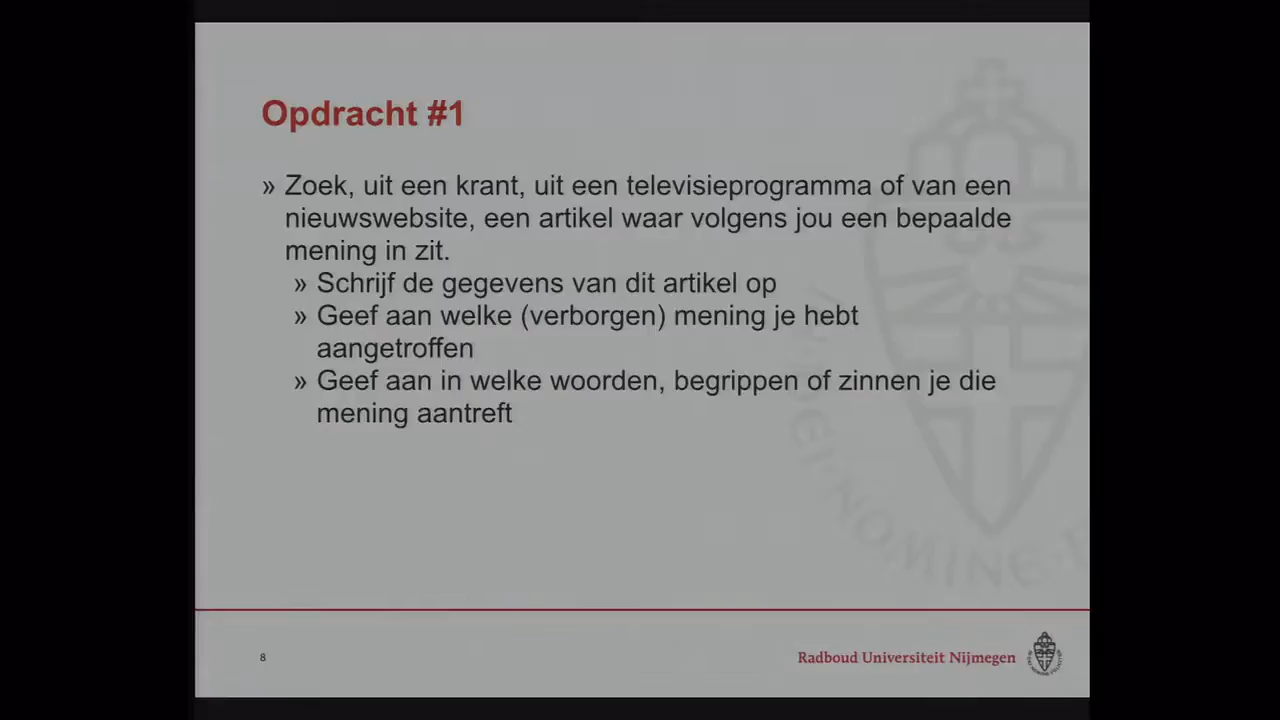 Opdracht #1
» Zoek, uit een krant, uit een televisieprogramma of van een
nieuwswebsite, een artikel waar volgens jou een bepaalde
mening in zit.
» Schrijf de gegevens van dit artikel op
» Geef aan welke (verborgen) mening je hebt
aangetroffen
» Geef aan in welke woorden, begrippen of zinnen je die
mening aantreft
NOMINE
8
Radboud Universiteit Nijmegen